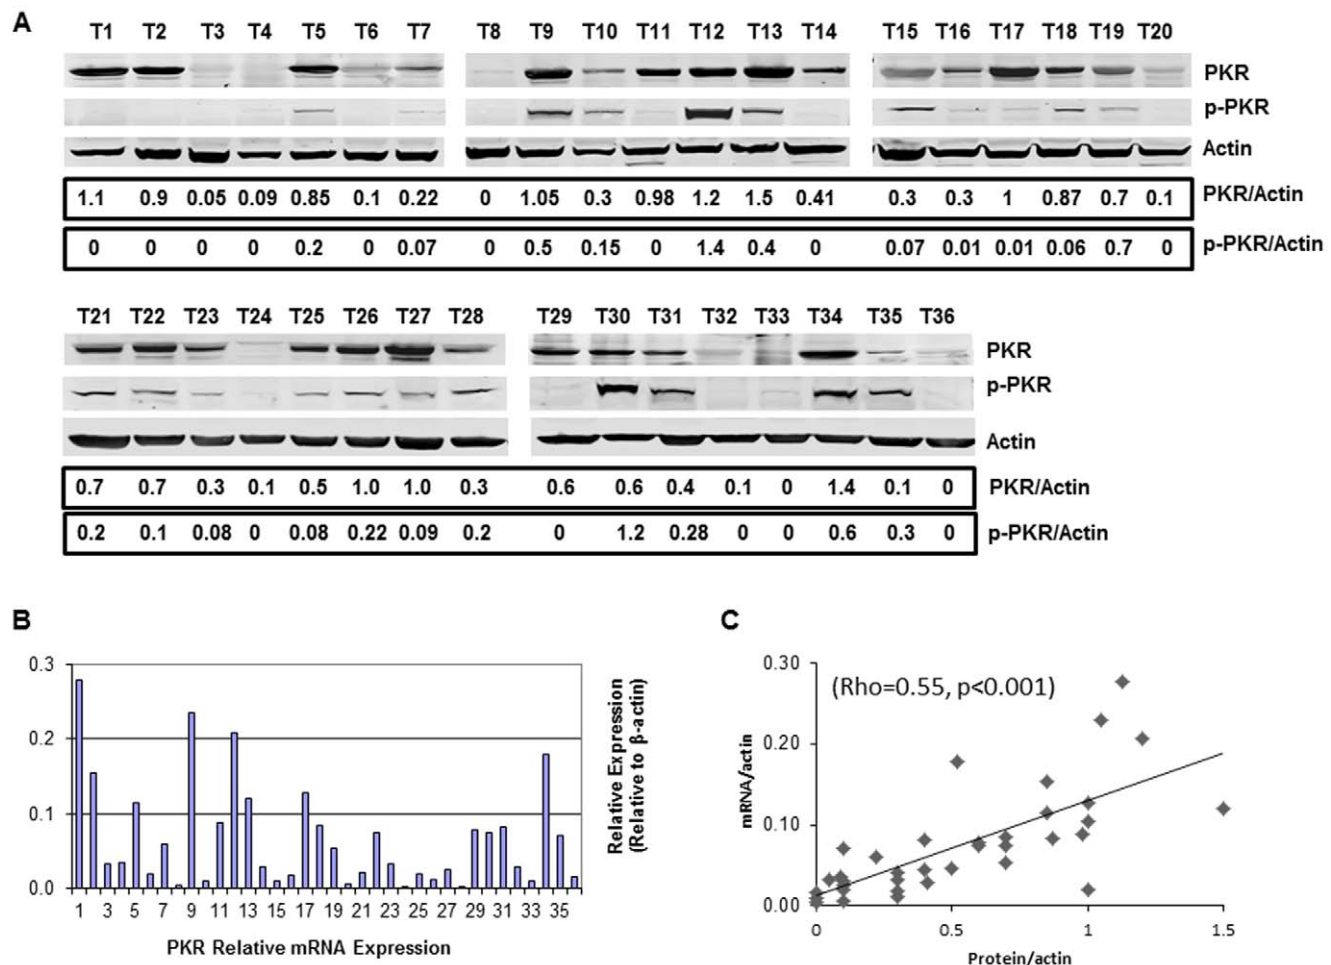 A
T1 T2 T3 T4 T5 T6 T7 T8 T9 T10 T11 T12 T13 T14 T15 T16 T17 T18 T19 T20
PKR
p-PKR
Actin
1.1 0.9 0.05 0.09 0.85 0.1 0.22 0 1.05 0.3 0.98 1.2 1.5 0.41 0.3 0.3 1 0.87 0.7 0.1 PKR/Actin
0 0 0 0 0.2 0 0.07 0 0.5 0.15 0 1.4 0.4 0 0.07 0.01 0.01 0.06 0.7 0 p-PKR/Actin
T21 T22 T23 T24 T25 T26 T27 T28 T29 T30 T31 T32 T33 T34 T35 T36
PKR
p-PKR
Actin
0.7 0.7 0.3 0.1 0.5 1.0 1.0 0.3 0.6 0.6 0.4 0.1 0 1.4 0.1 0 PKR/Actin
0.2 0.1 0.08 0 0.08 0.22 0.09 0.2 0 1.2 0.28 0 0 0.6 0.3 0 p-PKR/Actin
B
0.3
0.2
0.1
0.0
1 3 5 7 9 11 13 15 17 19 21 23 25 27 29 31 33 35
PKR Relative mRNA Expression
Relative Expression
(Relative to β-actin)
C
(Rho=0.55, p<0.001)
mRNA/actin
0.30
0.20
0.10
0.00
0 0.5 1 1.5
Protein/actin